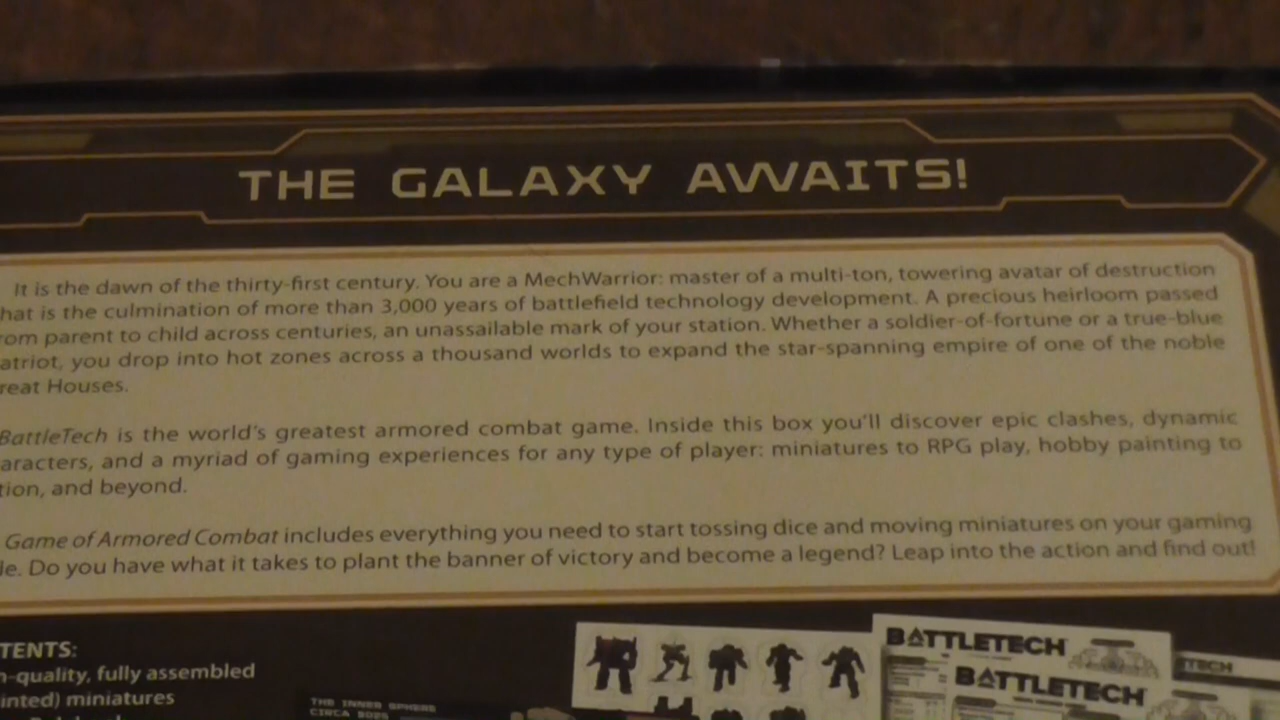 THE GALAXY AWAITS!
It is the dawn of the thirty-first century. You are a MechWarrior: master of a multi-ton, towering avatar of destruction
hat is the culmination of more than 3,000 years of battlefield technology development. A precious heirloom passed
rom parent to child across centuries, an unassailable mark of your station. Whether a soldier-of-fortune or a true-blue
atriot, you drop into hot zones across a thousand worlds to expand the star-spanning empire of one of the noble
reat Houses.
BattleTech is the world's greatest armored combat game. Inside this box you'll discover epic clashes, dynamic
aracters, and a myriad of gaming experiences for any type of player: miniatures to RPG play, hobby painting to
tion, and beyond.
Game of Armored Combat includes everything you need to start tossing dice and moving miniatures on your gaming
le. Do you have what it takes to plant the banner of victory and become a legend? Leap into the action and find out!
TENTS:
h-quality, fully assembled
inted) miniatures
THE INNER SPHERE
CIRCA 3025
BATTLETECH
BATTLETECH
TECH